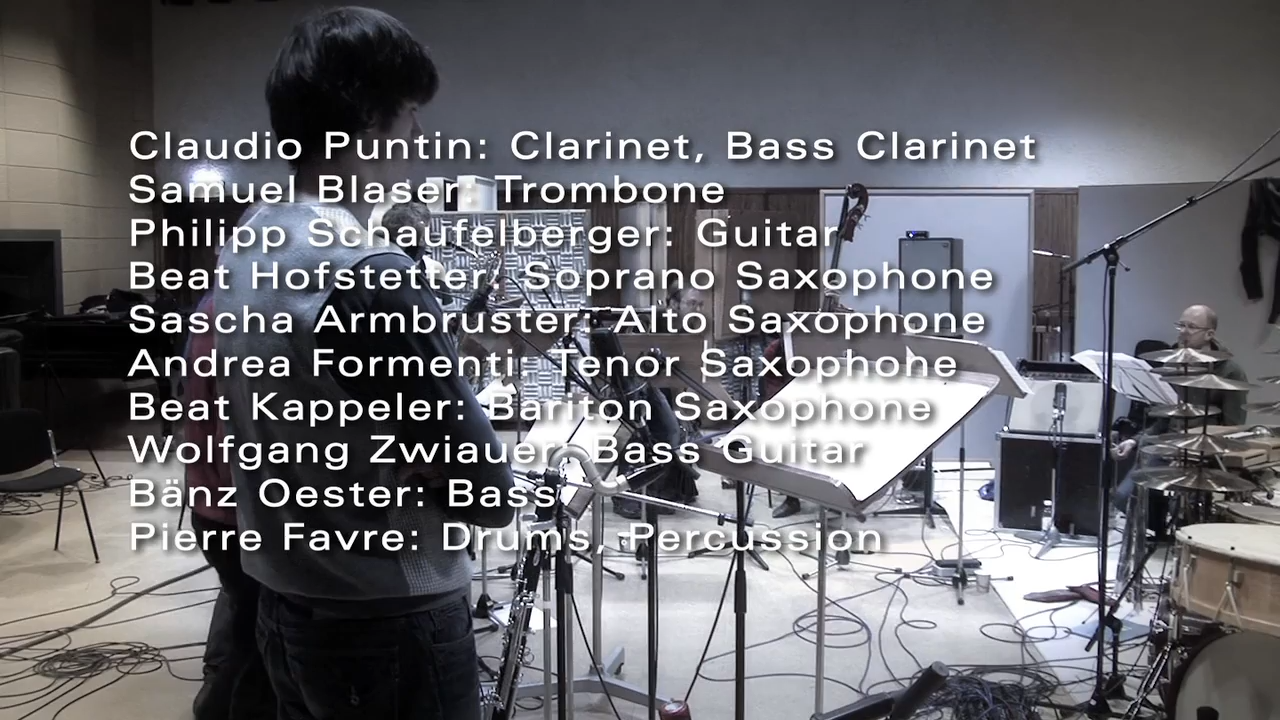 Claudio Puntin: Clarinet, Bass Clarinet
Samuel Blaser: Trombone
Philipp Schaufelberger: Guitar
Beat Hofstetter: Soprano Saxophone
Sascha Armbruster: Alto Saxophone
Andrea Formenti: Tenor Saxophone
Beat Kappeler: Bariton Saxophone
Wolfgang Zwiauer: Bass Guitar
Bänz Oester: Bass
Pierre Favre: Drums, Percussion